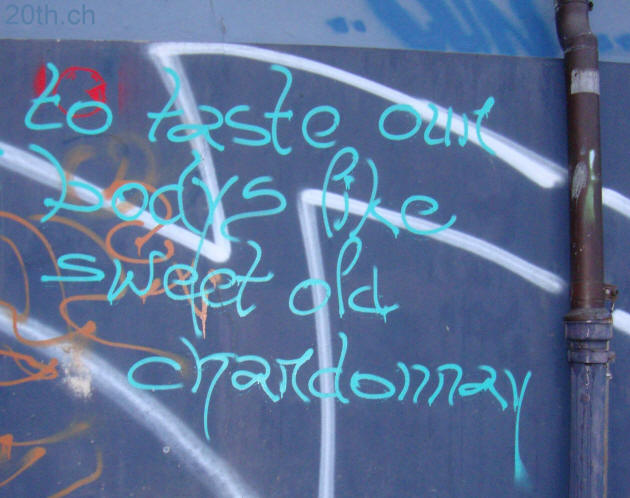 20th.ch
to taste our
bodys like
sweet old
chardonnay